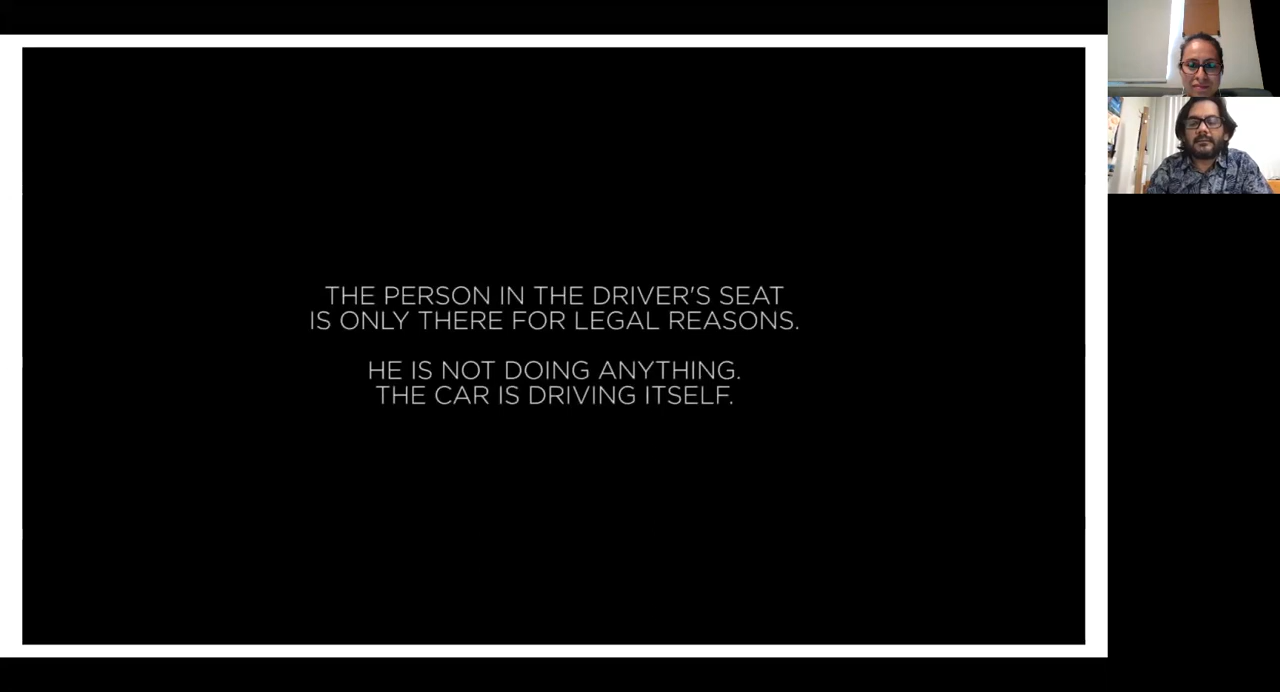 THE PERSON IN THE DRIVER'S SEAT
IS ONLY THERE FOR LEGAL REASONS.
HE IS NOT DOING ANYTHING.
THE CAR IS DRIVING ITSELF.